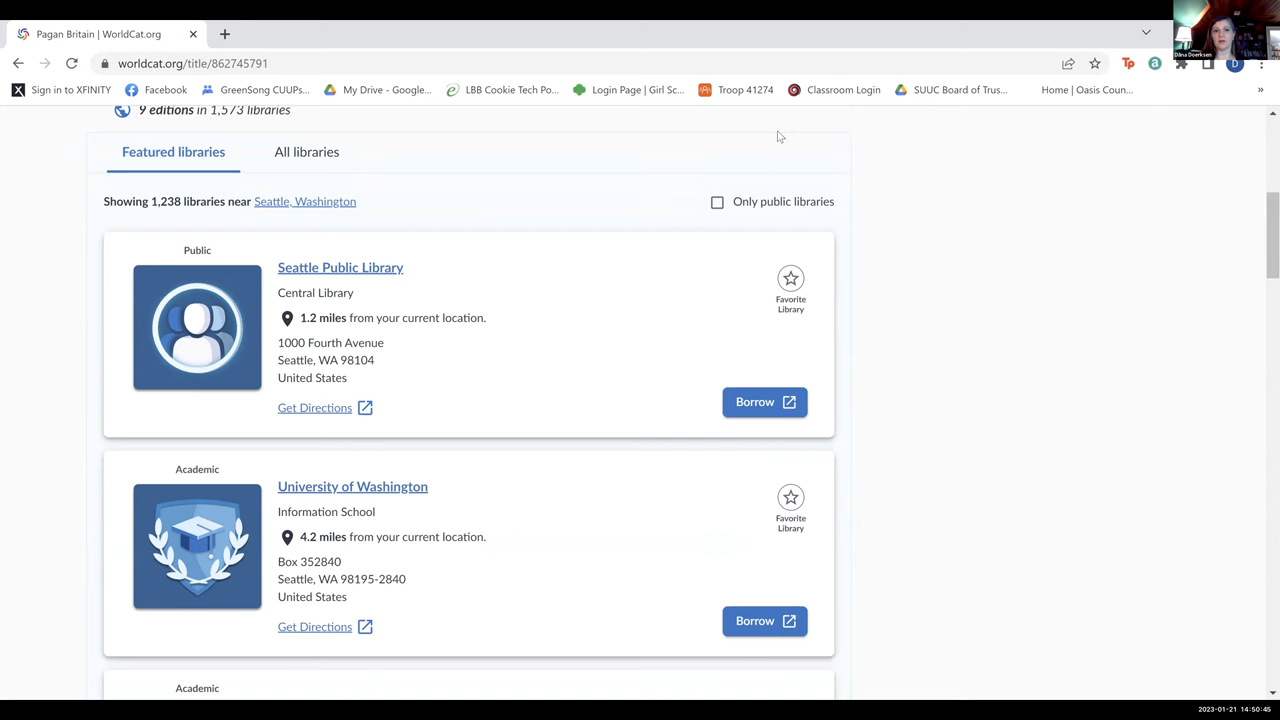 Pagan Britain | WorldCat.org
worldcat.org/title/862745791
Sign in to XFINITY
Facebook
GreenSong CUUPs...
My Drive - Google...
LBB Cookie Tech Po...
Login Page | Girl Sc...
Troop 41274
Classroom Login
SUUC Board of Trus...
Home | Oasis Coun...
Dana Doerksen
9 editions in 1,573 libraries
Featured libraries
All libraries
Showing 1,238 libraries near Seattle, Washington
Only public libraries
Public
Seattle Public Library
Central Library
1.2 miles from your current location.
1000 Fourth Avenue
Seattle, WA 98104
United States
Get Directions
Favorite
Library
Borrow
Academic
University of Washington
Information School
4.2 miles from your current location.
Box 352840
Seattle, WA 98195-2840
United States
Get Directions
Favorite
Library
Borrow
Academic
2023-01-21 14:50:45